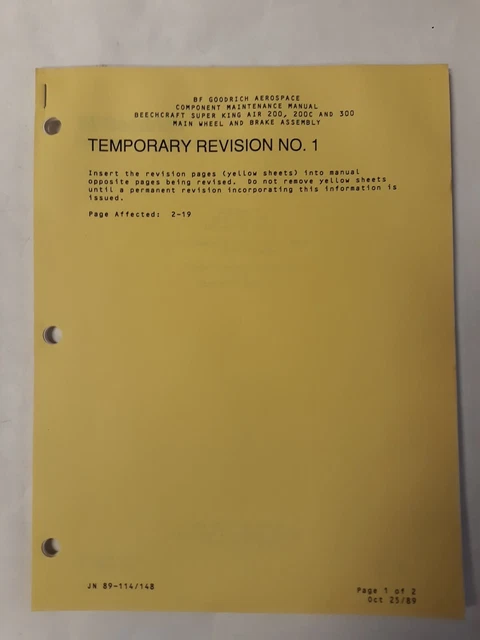 BF GOODRICH AEROSPACE
COMPONENT MAINTENANCE MANUAL
BEECHCRAFT SUPER KING AIR 200, 200C AND 300
MAIN WHEEL AND BRAKE ASSEMBLY
TEMPORARY REVISION NO. 1
Insert the revision pages (yellow sheets) into manual
opposite pages being revised. Do not remove yellow sheets
until a permanent revision incorporating this information is
issued.
Page Affected: 2-19
JN 89-114/148
Page 1 of 2
Oct 25/89